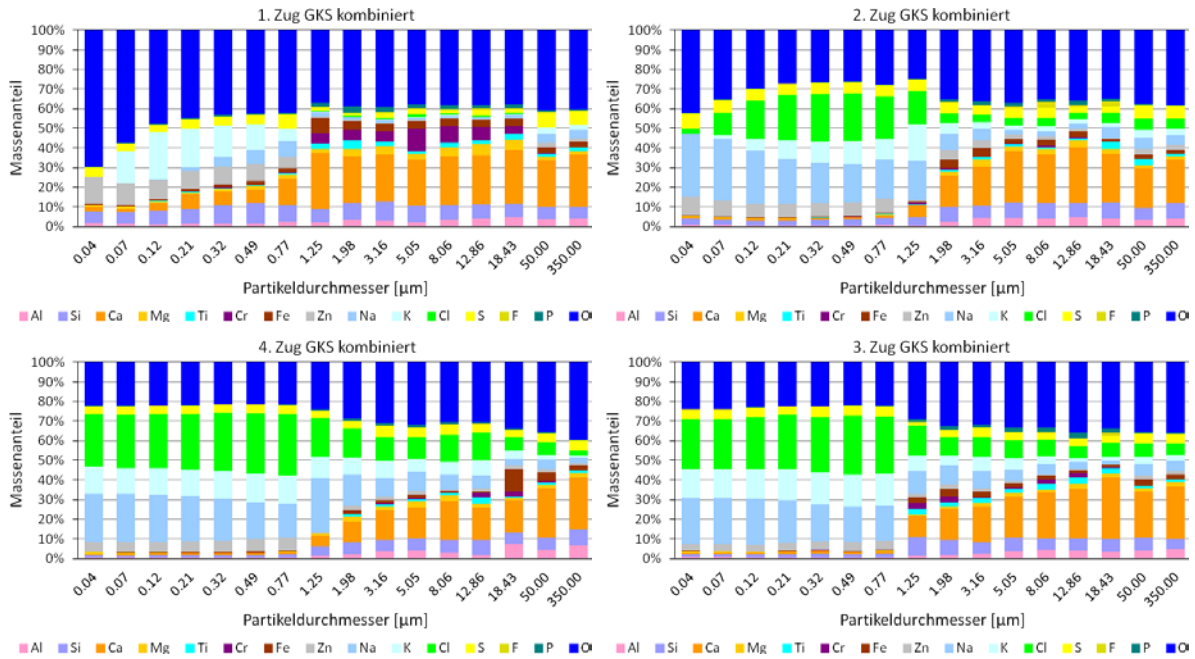 1. Zug GKS kombiniert
Massenanteil
100%
90%
80%
70%
60%
50%
40%
30%
20%
10%
0%
0.04 0.07 0.12 0.21 0.32 0.49 0.77 1.25 1.98 3.16 5.05 8.06 12.86 18.43 50.00 350.00
Partikeldurchmesser [µm]
Al Si Ca Mg Ti Cr Fe Zn Na K Cl S F P O
2. Zug GKS kombiniert
Massenanteil
100%
90%
80%
70%
60%
50%
40%
30%
20%
10%
0%
0.04 0.07 0.12 0.21 0.32 0.49 0.77 1.25 1.98 3.16 5.05 8.06 12.86 18.43 50.00 350.00
Partikeldurchmesser [µm]
Al Si Ca Mg Ti Cr Fe Zn Na K Cl S F P O
4. Zug GKS kombiniert
Massenanteil
100%
90%
80%
70%
60%
50%
40%
30%
20%
10%
0%
0.04 0.07 0.12 0.21 0.32 0.49 0.77 1.25 1.98 3.16 5.05 8.06 12.86 18.43 50.00 350.00
Partikeldurchmesser [µm]
Al Si Ca Mg Ti Cr Fe Zn Na K Cl S F P O
3. Zug GKS kombiniert
Massenanteil
100%
90%
80%
70%
60%
50%
40%
30%
20%
10%
0%
0.04 0.07 0.12 0.21 0.32 0.49 0.77 1.25 1.98 3.16 5.05 8.06 12.86 18.43 50.00 350.00
Partikeldurchmesser [µm]
Al Si Ca Mg Ti Cr Fe Zn Na K Cl S F P O